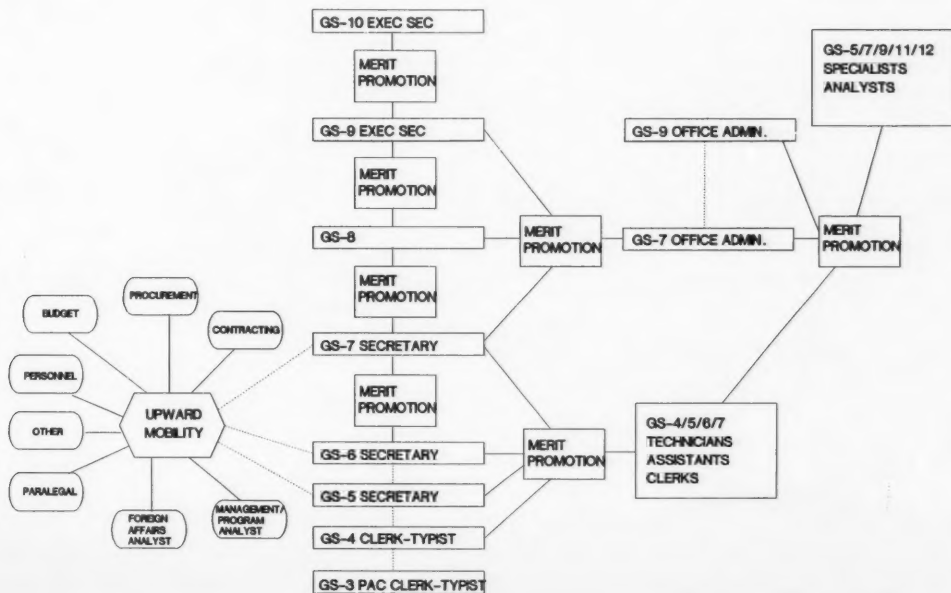 GS-10 EXEC SEC
MERIT
PROMOTION
GS-9 EXEC SEC
MERIT
PROMOTION
GS-8
MERIT
PROMOTION
GS-7 SECRETARY
MERIT
PROMOTION
GS-6 SECRETARY
GS-5 SECRETARY
GS-4 CLERK-TYPIST
GS-3 PAC CLERK-TYPIST
BUDGET
PROCUREMENT
CONTRACTING
PERSONNEL
OTHER
PARALEGAL
FOREIGN
AFFAIRS
ANALYST
MANAGEMENT/
PROGRAM
ANALYST
UPWARD
MOBILITY
MERIT
PROMOTION
MERIT
PROMOTION
GS-9 OFFICE ADMIN.
GS-7 OFFICE ADMIN.
GS-4/5/6/7
TECHNICIANS
ASSISTANTS
CLERKS
MERIT
PROMOTION
GS-5/7/9/11/12
SPECIALISTS
ANALYSTS